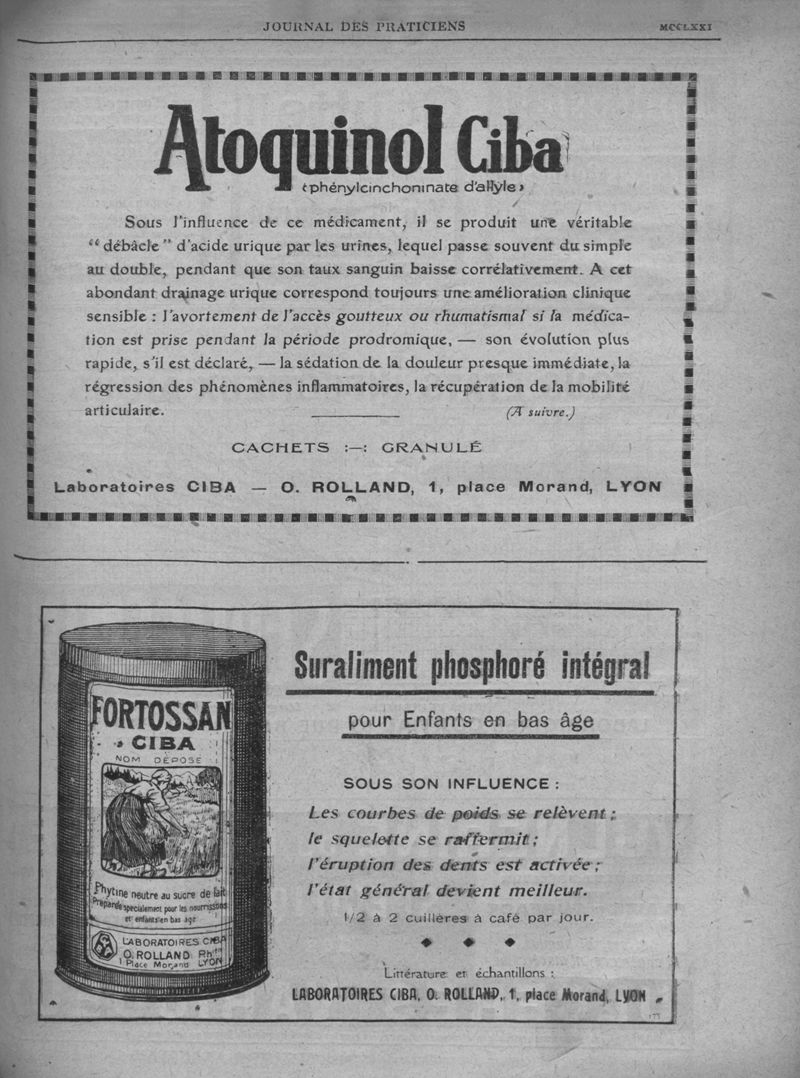 JOURNAL DES PRATICIENS
MCCLXXI
Atoquinol Ciba
‹phénylcinchoninate d'allyle›
Sous l'influence de ce médicament, il se produit une véritable
“débâcle” d'acide urique par les urines, lequel passe souvent du simple
au double, pendant que son taux sanguin baisse corrélativement. A cet
abondant drainage urique correspond toujours une amélioration clinique
sensible : l'avortement de l'accès goutteux ou rhumatismal si la médica-
tion est prise pendant la période prodromique, — son évolution plus
rapide, s'il est déclaré, — la sédation de la douleur presque immédiate, la
régression des phénomènes inflammatoires, la récupération de la mobilité
articulaire.
(A suivre.)
CACHETS :—: GRANULÉ
Laboratoires CIBA — O. ROLLAND, 1, place Morand, LYON
FORTOSSAN
CIBA
NOM DÉPOSÉ
Phytine neutre au sucre de lait
Préparée spécialement pour les nourrissons
et enfants en bas âge
LABORATOIRES CIBA
O. ROLLAND Phien
1 Place Morand LYON
Suraliment phosphoré intégral
pour Enfants en bas âge
SOUS SON INFLUENCE :
Les courbes de poids se relèvent ;
le squelette se raffermit ;
l'éruption des dents est activée ;
l'état général devient meilleur.
1/2 à 2 cuillères à café par jour.
Littérature et échantillons :
LABORATOIRES CIBA, O. ROLLAND, 1, place Morand, LYON
177